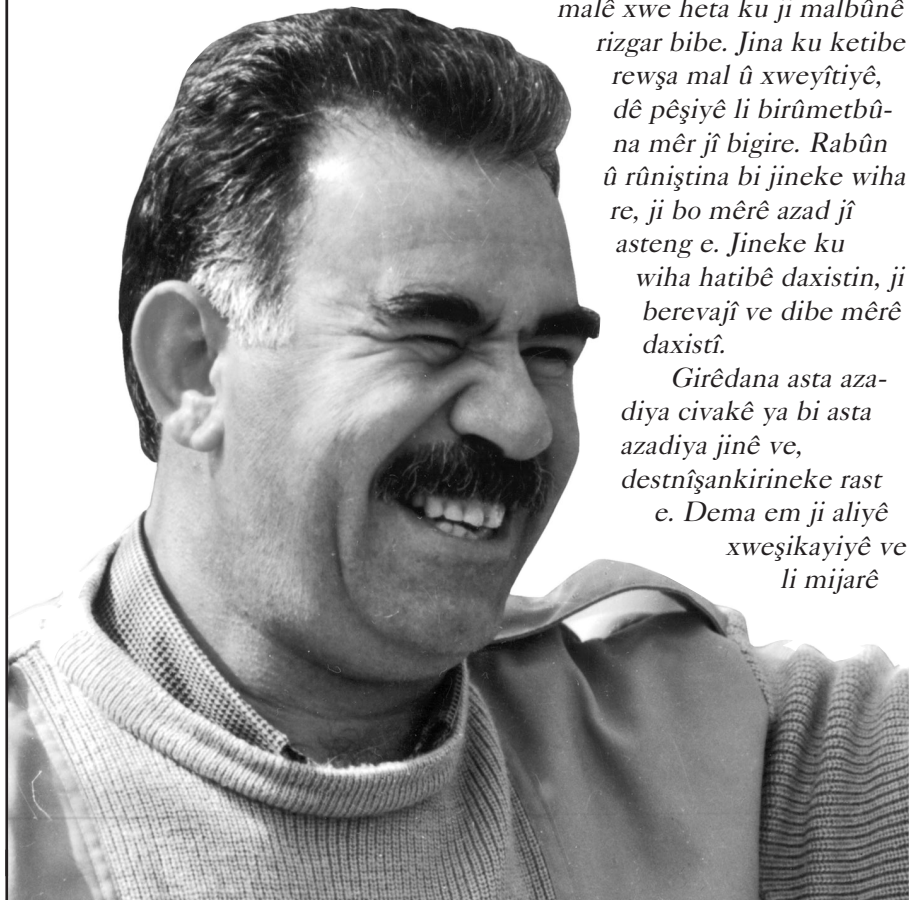 malê xwe heta ku ji malbûnê
rizgar bibe. Jina ku ketibe
rewşa mal û xweyîtiyê,
dê pêşiyê li birûmetbû-
na mêr jî bigire. Rabûn
û rûniştina bi jineke wiha
re, ji bo mêrê azad jî
asteng e. Jineke ku
wiha hatibê daxistin, ji
berevajî ve dibe mêrê
daxistî.
Girêdana asta aza-
diya civakê ya bi asta
azadiya jinê ve,
destnîşankirineke rast
e. Dema em ji aliyê
xweşikayiyê ve
li mijarê